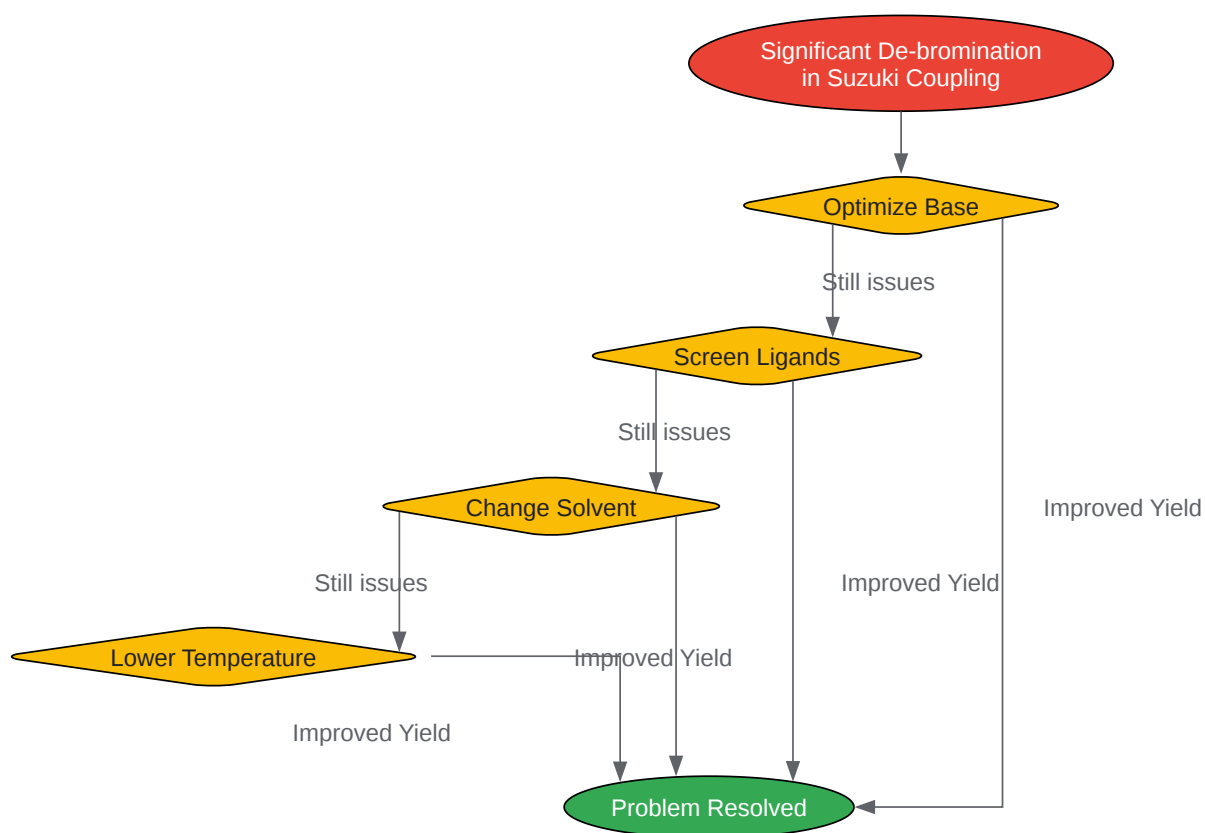 Significant De-bromination
in Suzuki Coupling
Optimize Base
Still issues
Screen Ligands
Still issues
Change Solvent
Improved Yield
Still issues
Improved Yield
Lower Temperature
Improved Yield
Improved Yield
Problem Resolved